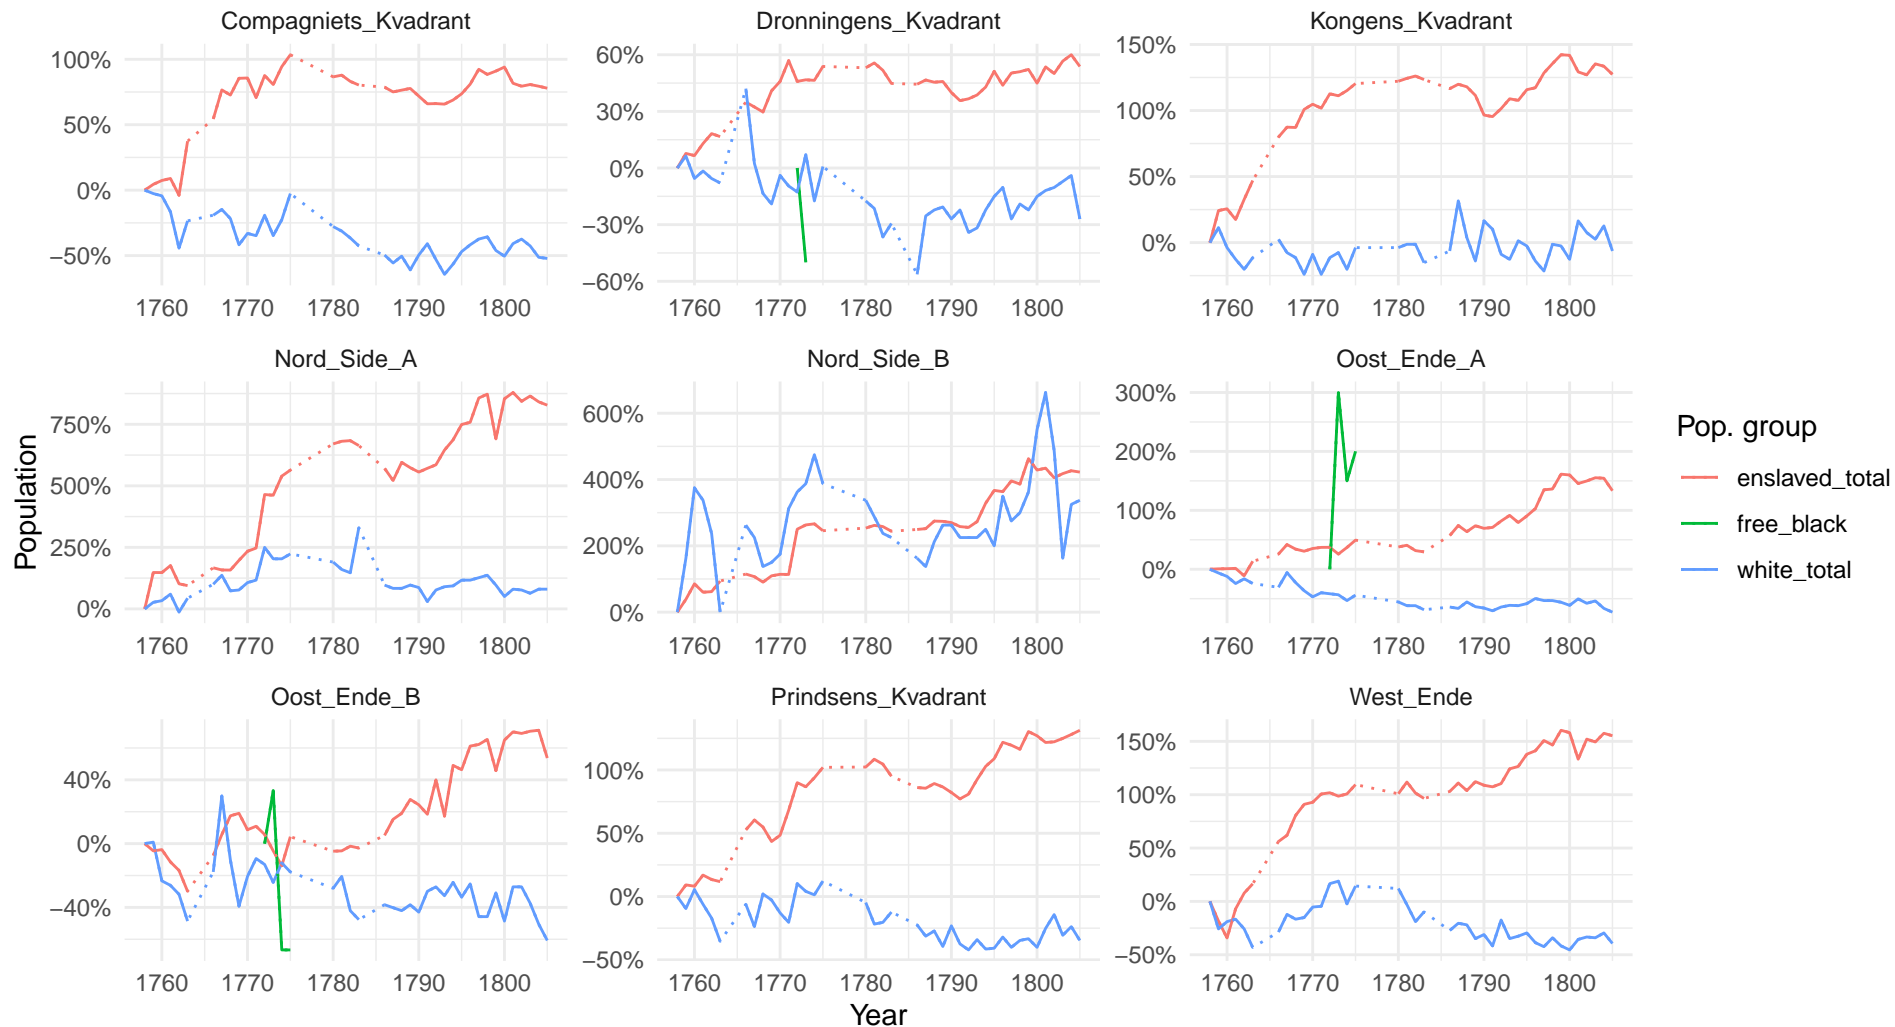 Compagniets_Kvadrant
Dronningens_Kvadrant
Kongens_Kvadrant
100%
50%
0%
−50%
1760 1770 1780 1790 1800
60%
30%
0%
−30%
−60%
1760 1770 1780 1790 1800
150%
100%
50%
0%
1760 1770 1780 1790 1800
Nord_Side_A
Nord_Side_B
Oost_Ende_A
Population
750%
500%
250%
0%
1760 1770 1780 1790 1800
600%
400%
200%
0%
1760 1770 1780 1790 1800
300%
200%
100%
0%
1760 1770 1780 1790 1800
Pop. group
enslaved_total
free_black
white_total
Oost_Ende_B
Prindsens_Kvadrant
West_Ende
40%
0%
−40%
1760 1770 1780 1790 1800
100%
50%
0%
−50%
1760 1770 1780 1790 1800
150%
100%
50%
0%
−50%
1760 1770 1780 1790 1800
Year